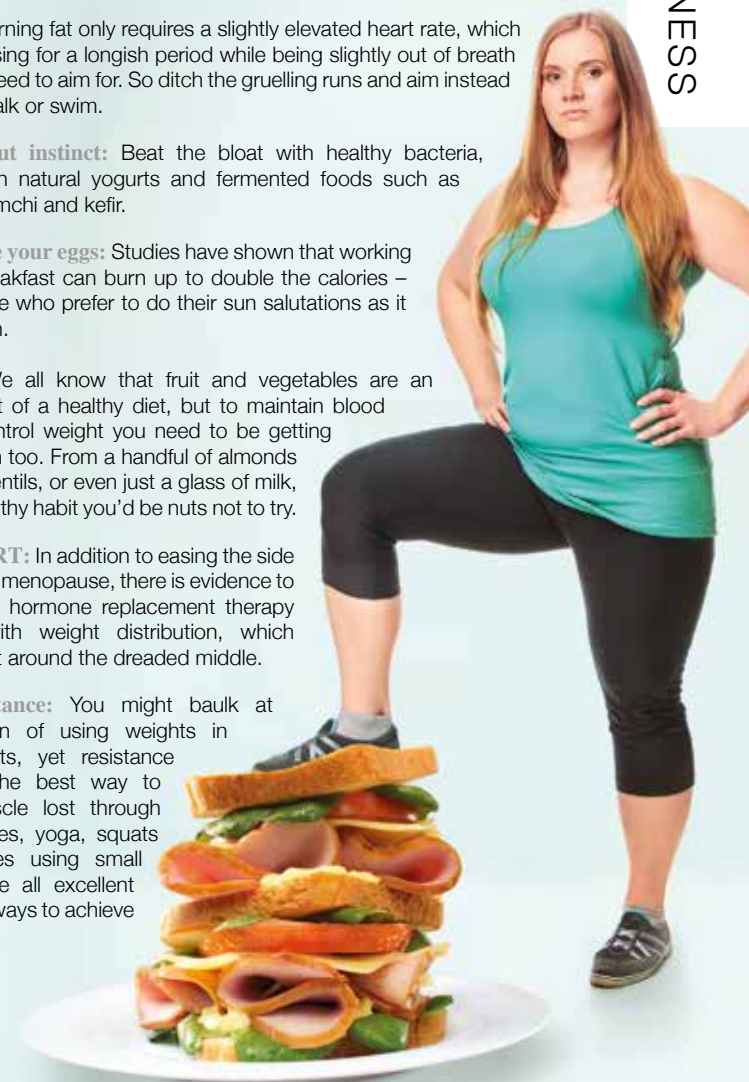 rning fat only requires a slightly elevated heart rate, which
sing for a longish period while being slightly out of breath
eed to aim for. So ditch the gruelling runs and aim instead
alk or swim.
ut instinct: Beat the bloat with healthy bacteria,
n natural yogurts and fermented foods such as
mchi and kefir.
e your eggs: Studies have shown that working
eakfast can burn up to double the calories –
e who prefer to do their sun salutations as it
n.
e all know that fruit and vegetables are an
t of a healthy diet, but to maintain blood
ntrol weight you need to be getting
n too. From a handful of almonds
entils, or even just a glass of milk,
thy habit you'd be nuts not to try.
RT: In addition to easing the side
menopause, there is evidence to
hormone replacement therapy
ith weight distribution, which
t around the dreaded middle.
tance: You might baulk at
n of using weights in
ts, yet resistance
he best way to
scle lost through
es, yoga, squats
es using small
e all excellent
ways to achieve
NESS